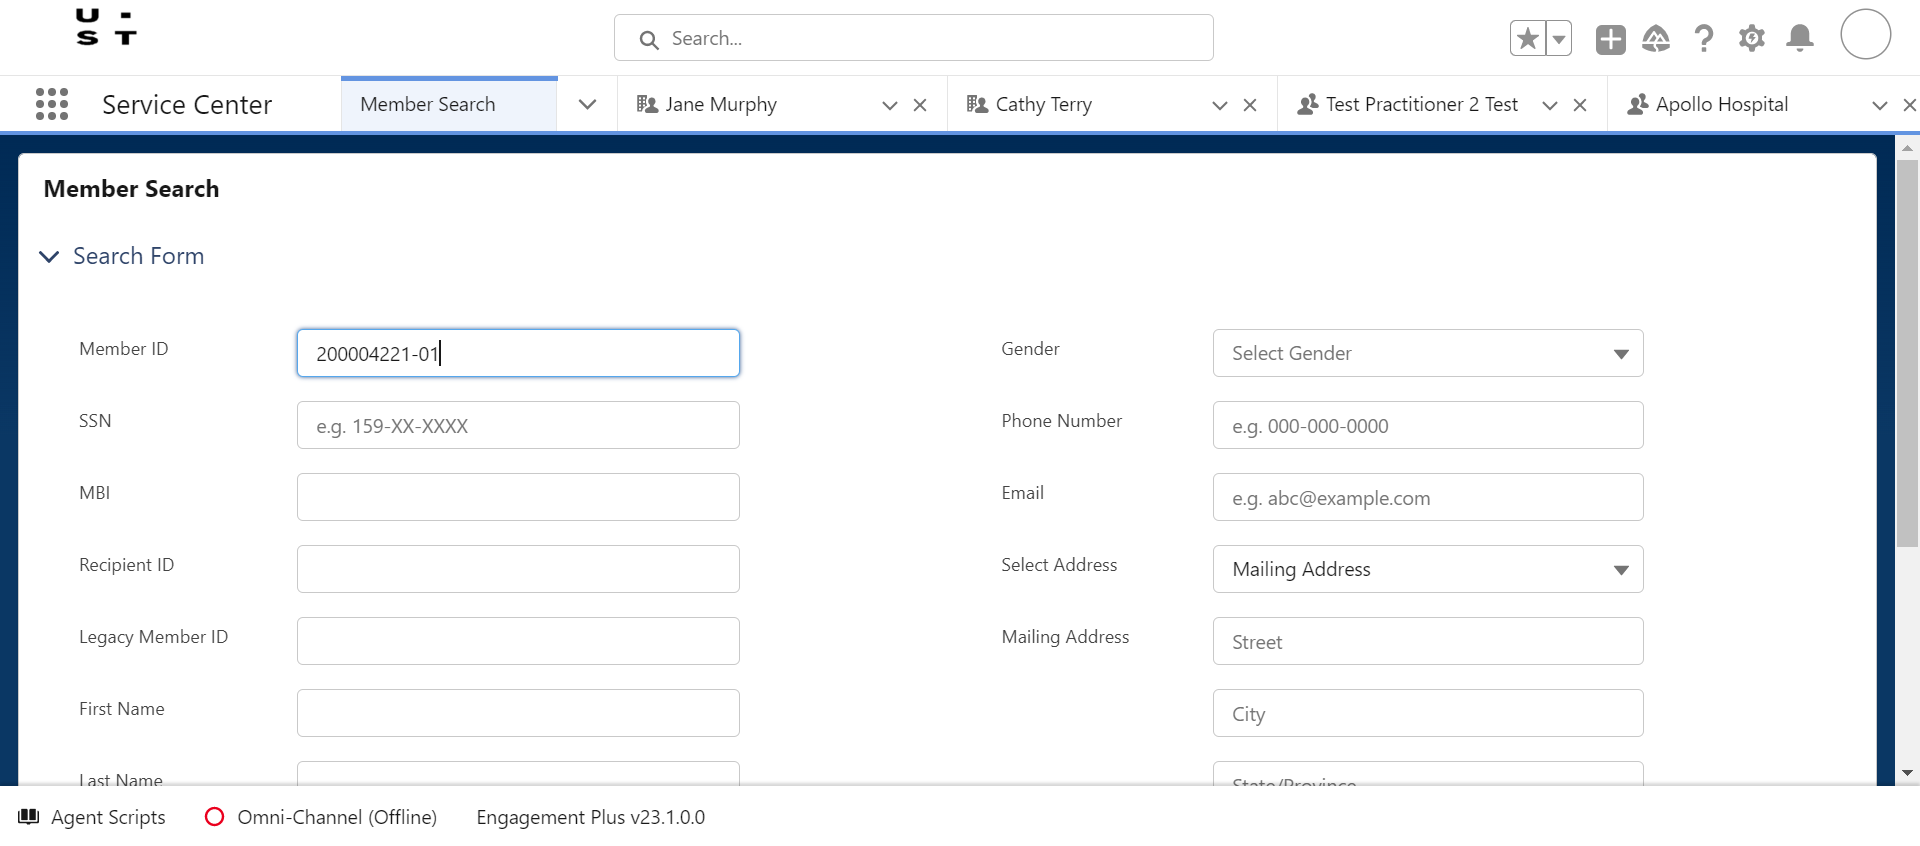 U -
S T
Search...
Service Center
Member Search
Jane Murphy
Cathy Terry
Test Practitioner 2 Test
Apollo Hospital
Member Search
Search Form
Member ID
200004221-01
Gender
Select Gender
SSN
e.g. 159-XX-XXXX
Phone Number
e.g. 000-000-0000
MBI
Email
e.g. abc@example.com
Recipient ID
Select Address
Mailing Address
Legacy Member ID
Mailing Address
Street
First Name
City
Last Name
State/Province
Agent Scripts
Omni-Channel (Offline)
Engagement Plus v23.1.0.0